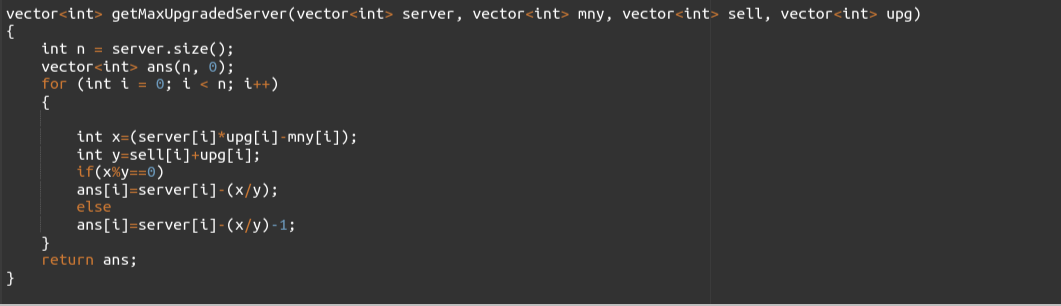 vector<int> getMaxUpgradedServer(vector<int> server, vector<int> mny, vector<int> sell, vector<int> upg)
{
    int n = server.size();
    vector<int> ans(n, 0);
    for (int i = 0; i < n; i++)
    {
        int x=(server[i]*upg[i]-mny[i]);
        int y=sell[i]+upg[i];
        if(x%y==0)
        ans[i]=server[i]-(x/y);
        else
        ans[i]=server[i]-(x/y)-1;
    }
    return ans;
}